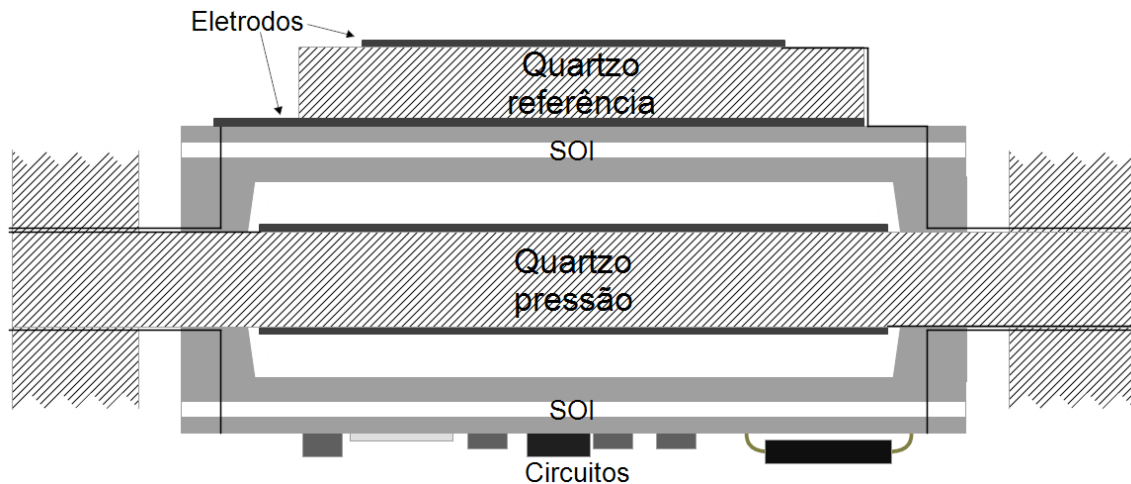 Eletrodos
Quartzo
referência
SOI
Quartzo
pressão
SOI
Circuitos